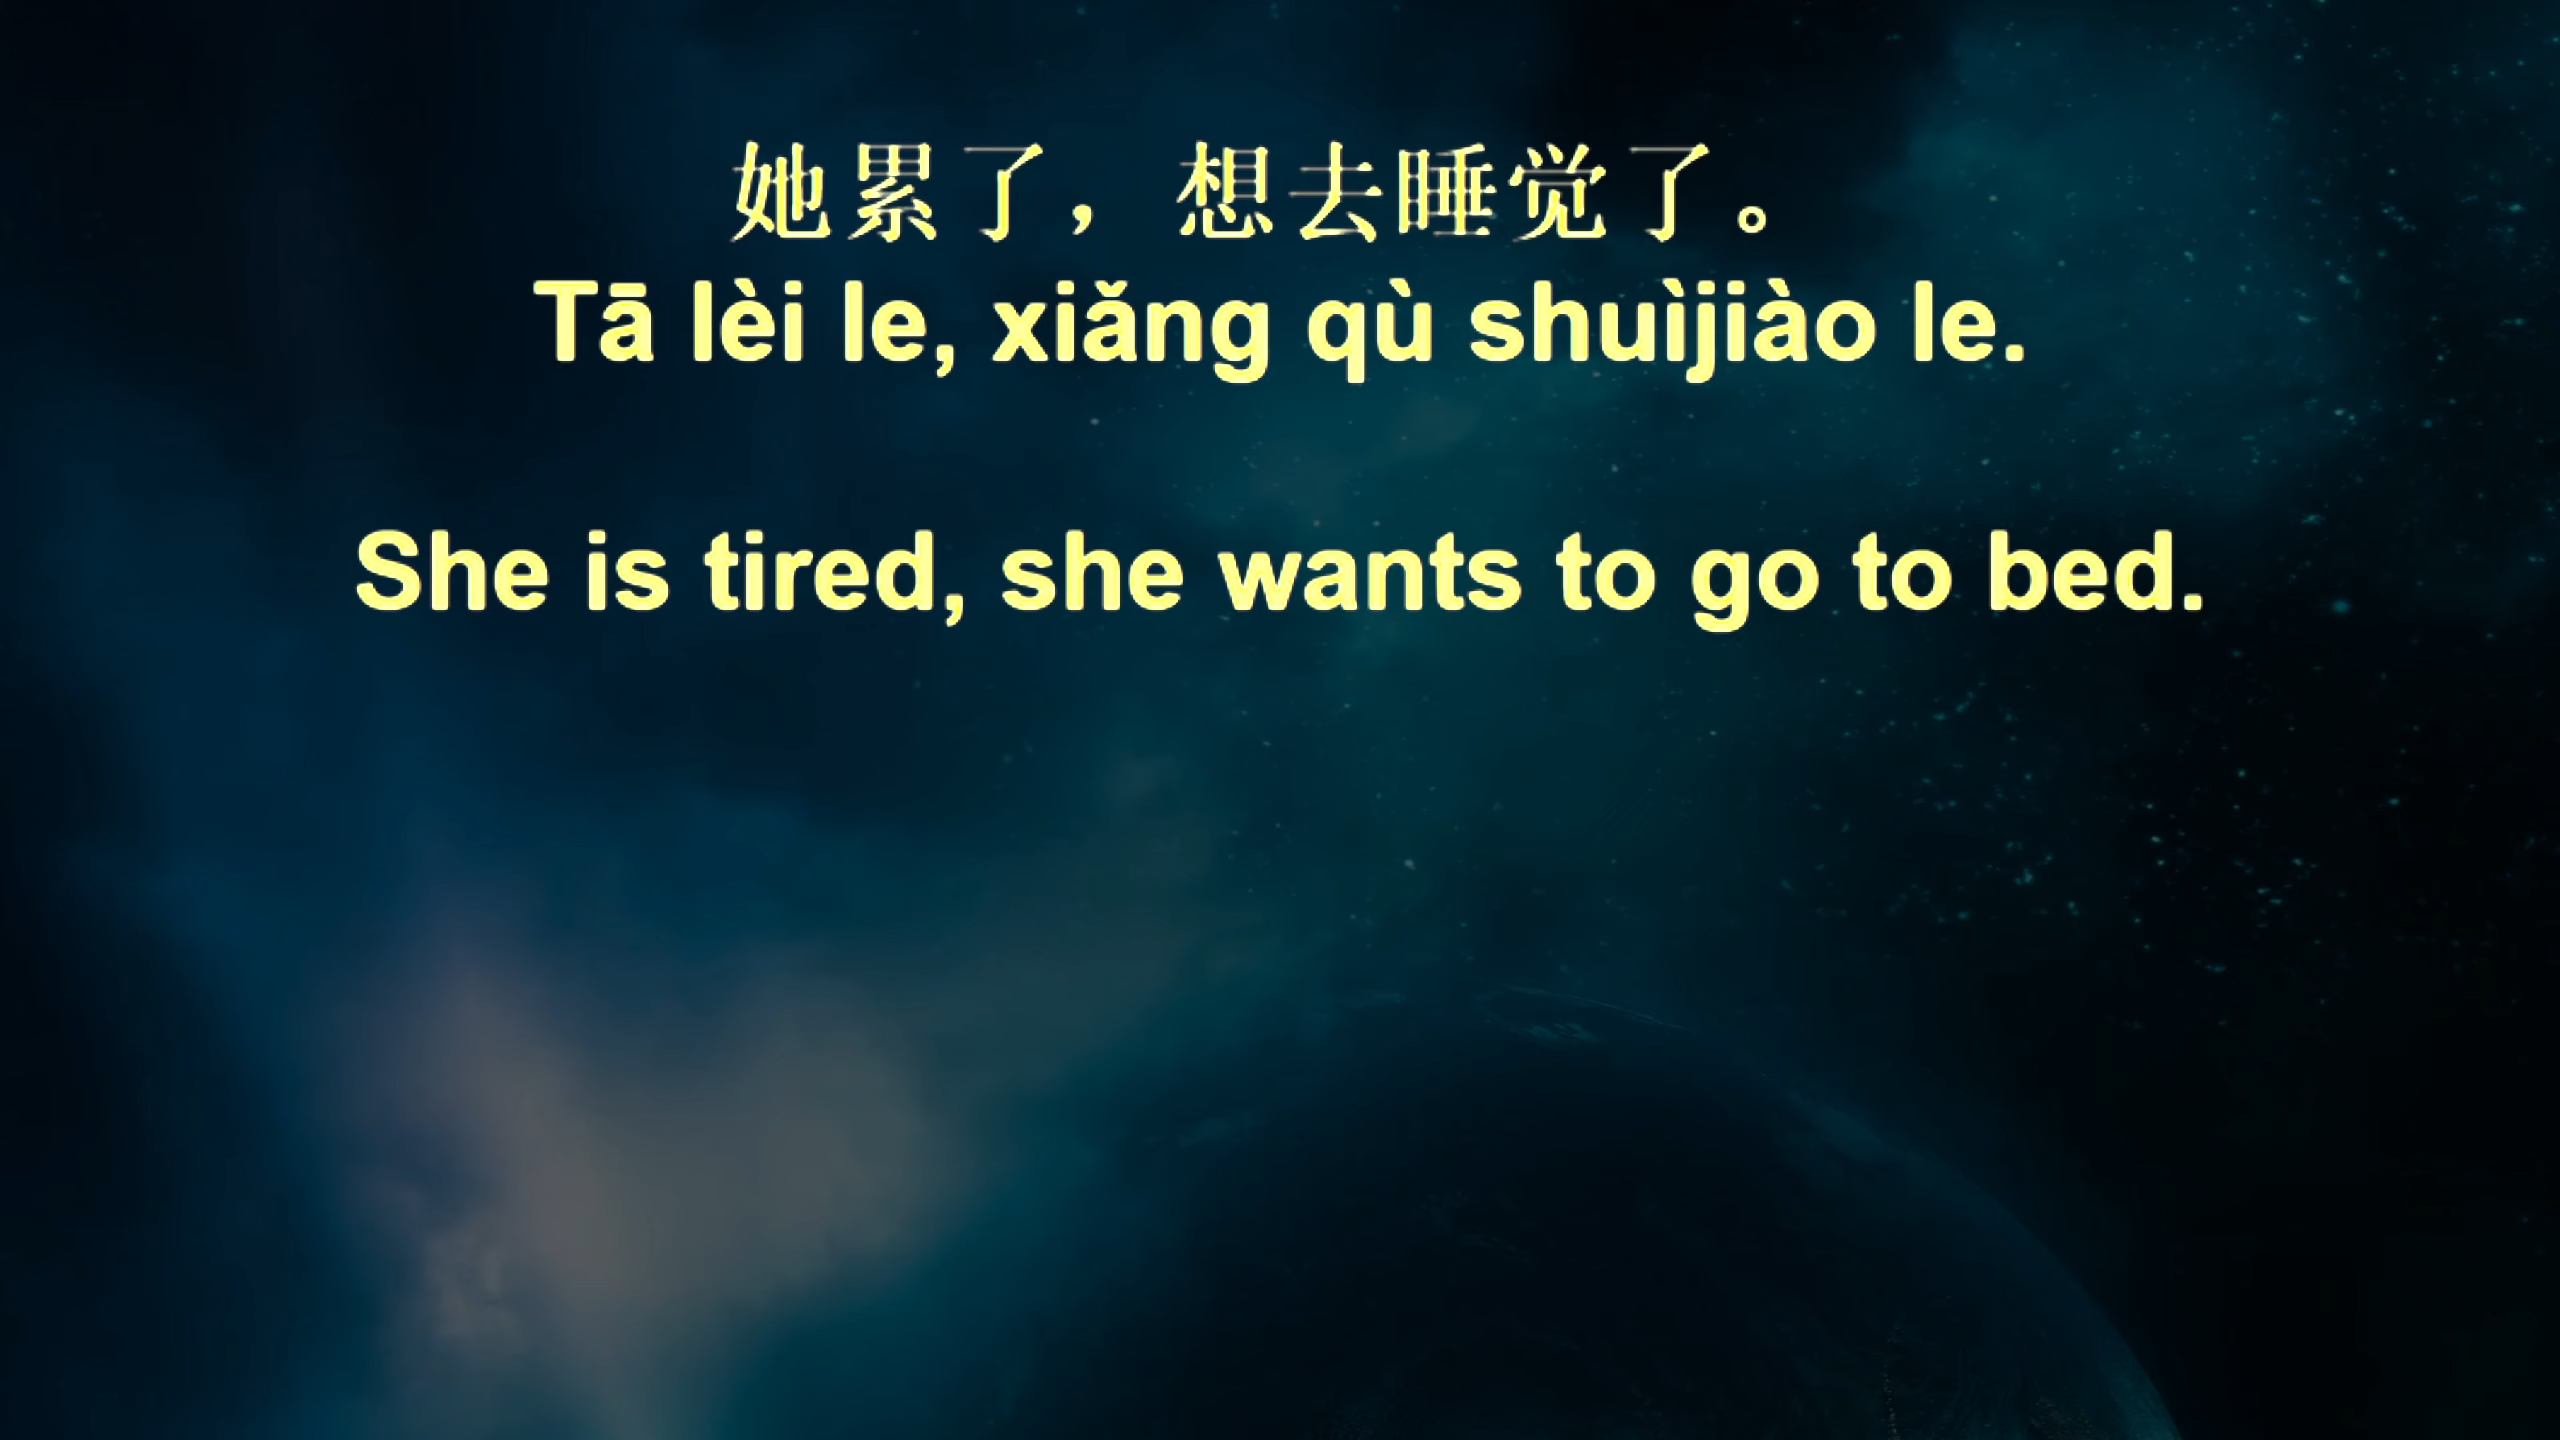 她累了，想去睡觉了。
Tā lèi le, xiǎng qù shuìjiào le.
She is tired, she wants to go to bed.